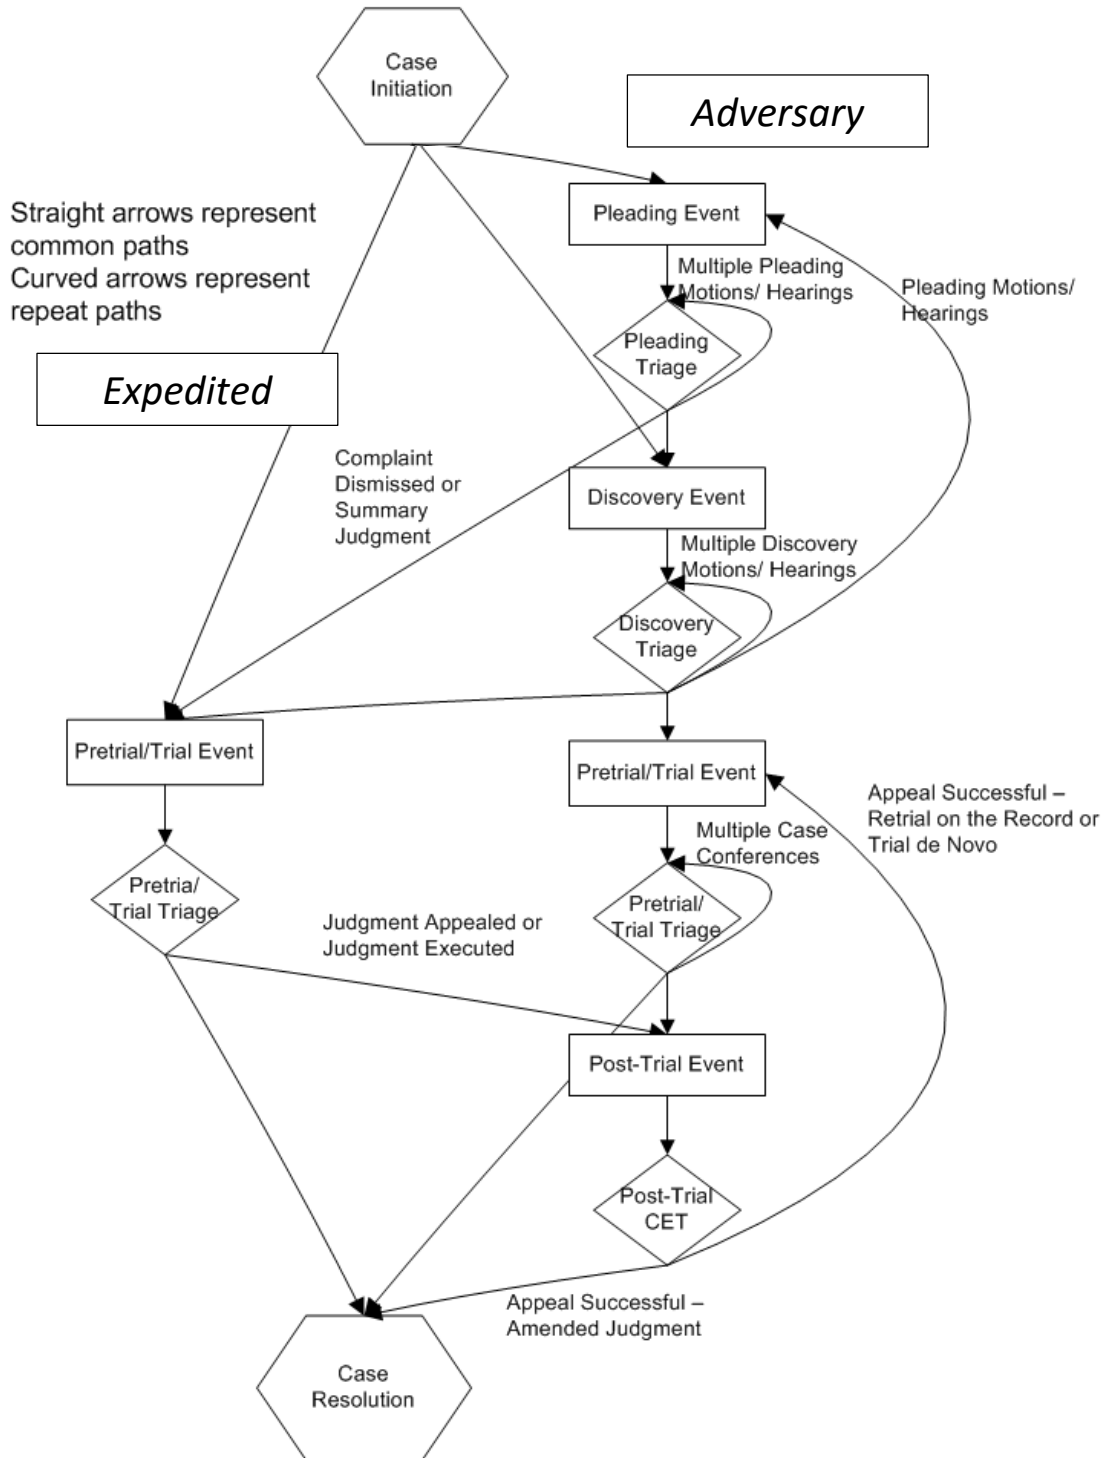 Case
Initiation
Adversary
Straight arrows represent
common paths
Curved arrows represent
repeat paths
Pleading Event
Multiple Pleading
Motions/ Hearings
Pleading Motions/
Hearings
Pleading
Triage
Expedited
Complaint
Dismissed or
Summary
Judgment
Discovery Event
Multiple Discovery
Motions/ Hearings
Discovery
Triage
Pretrial/Trial Event
Pretrial/Trial Event
Appeal Successful –
Retrial on the Record or
Trial de Novo
Multiple Case
Conferences
Pretria/
Trial Triage
Pretrial/
Trial Triage
Judgment Appealed or
Judgment Executed
Post-Trial Event
Post-Trial
CET
Appeal Successful –
Amended Judgment
Case
Resolution